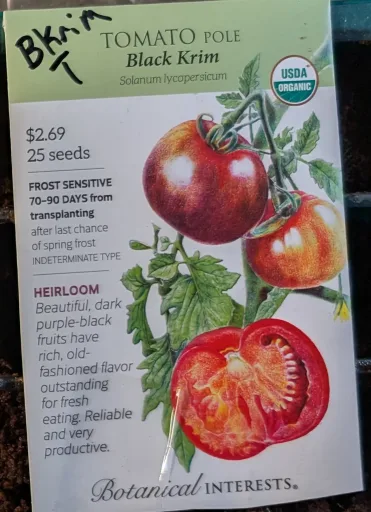 BKrim
T
TOMATO POLE
Black Krim
Solanum lycopersicum
USDA
ORGANIC
$2.69
25 seeds
FROST SENSITIVE
70–90 DAYS from
transplanting
after last chance
of spring frost
INDETERMINATE TYPE
HEIRLOOM
Beautiful, dark
purple-black
fruits have
rich, old-
fashioned flavor
outstanding
for fresh
eating. Reliable
and very
productive.
Botanical INTERESTS®